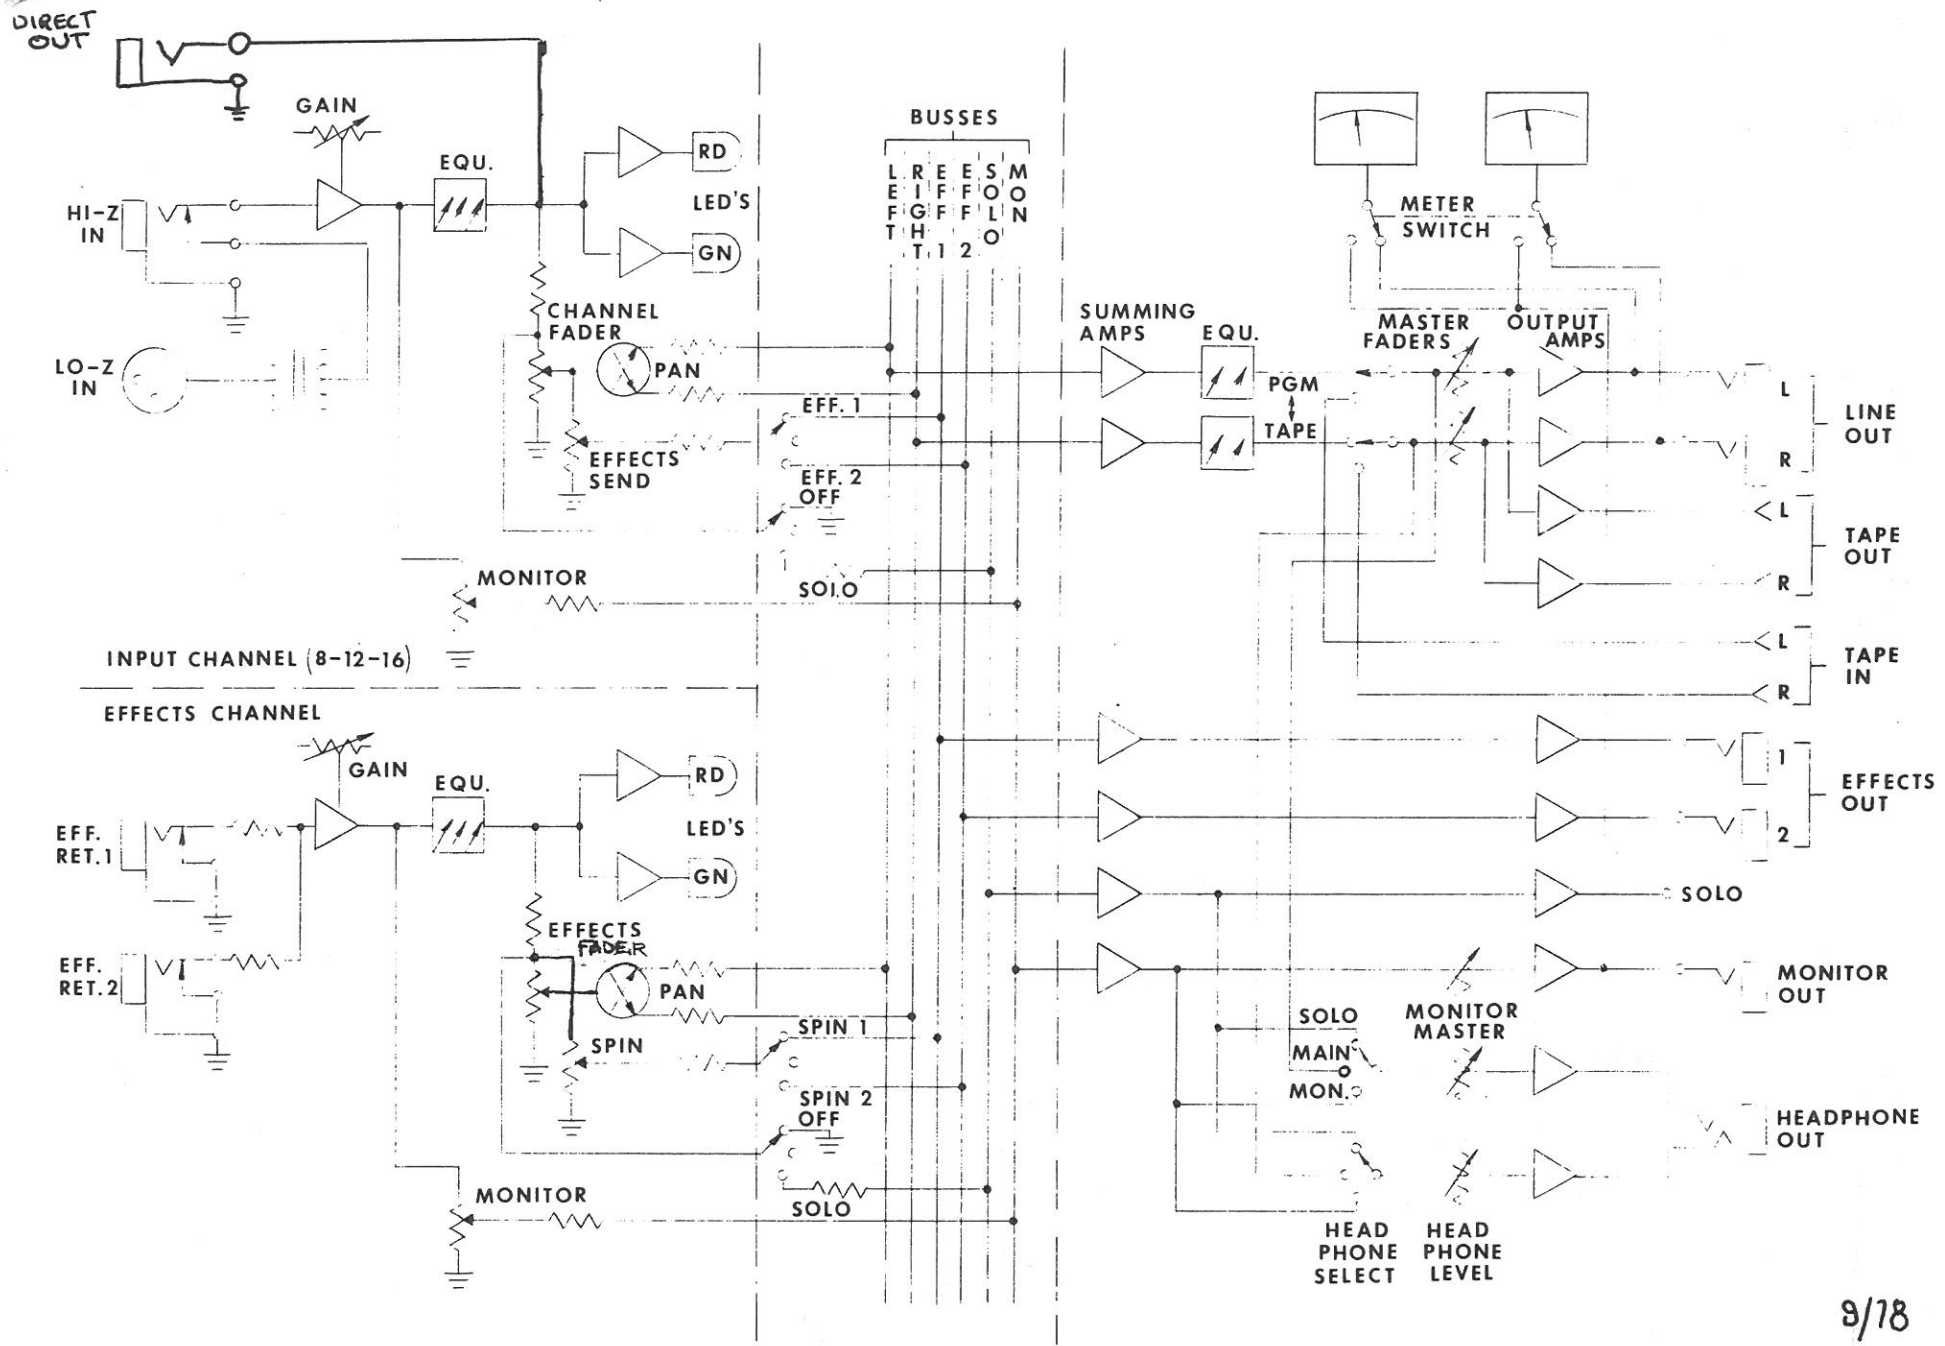 DIRECT
OUT
GAIN
EQU.
RD
LED'S
GN
HI-Z
IN
LO-Z
IN
CHANNEL
FADER
PAN
EFFECTS
SEND
EFF. 1
EFF. 2
OFF
SOLO
MONITOR
INPUT CHANNEL (8-12-16)
BUSSES
LEFT
RIGHT
EFF 1
EFF 2
SOLO
MON
SUMMING
AMPS
EQU.
PGM
TAPE
METER
SWITCH
MASTER
FADERS
OUTPUT
AMPS
L
R
LINE
OUT
L
R
TAPE
OUT
L
R
TAPE
IN
EFFECTS CHANNEL
GAIN
EQU.
RD
LED'S
GN
EFF.
RET. 1
EFF.
RET. 2
EFFECTS
FADER
PAN
SPIN
SPIN 1
SPIN 2
OFF
SOLO
MONITOR
1
2
EFFECTS
OUT
SOLO
MONITOR
OUT
MONITOR
MASTER
SOLO
MAIN
MON.
HEADPHONE
OUT
HEAD
PHONE
SELECT
HEAD
PHONE
LEVEL
9/78